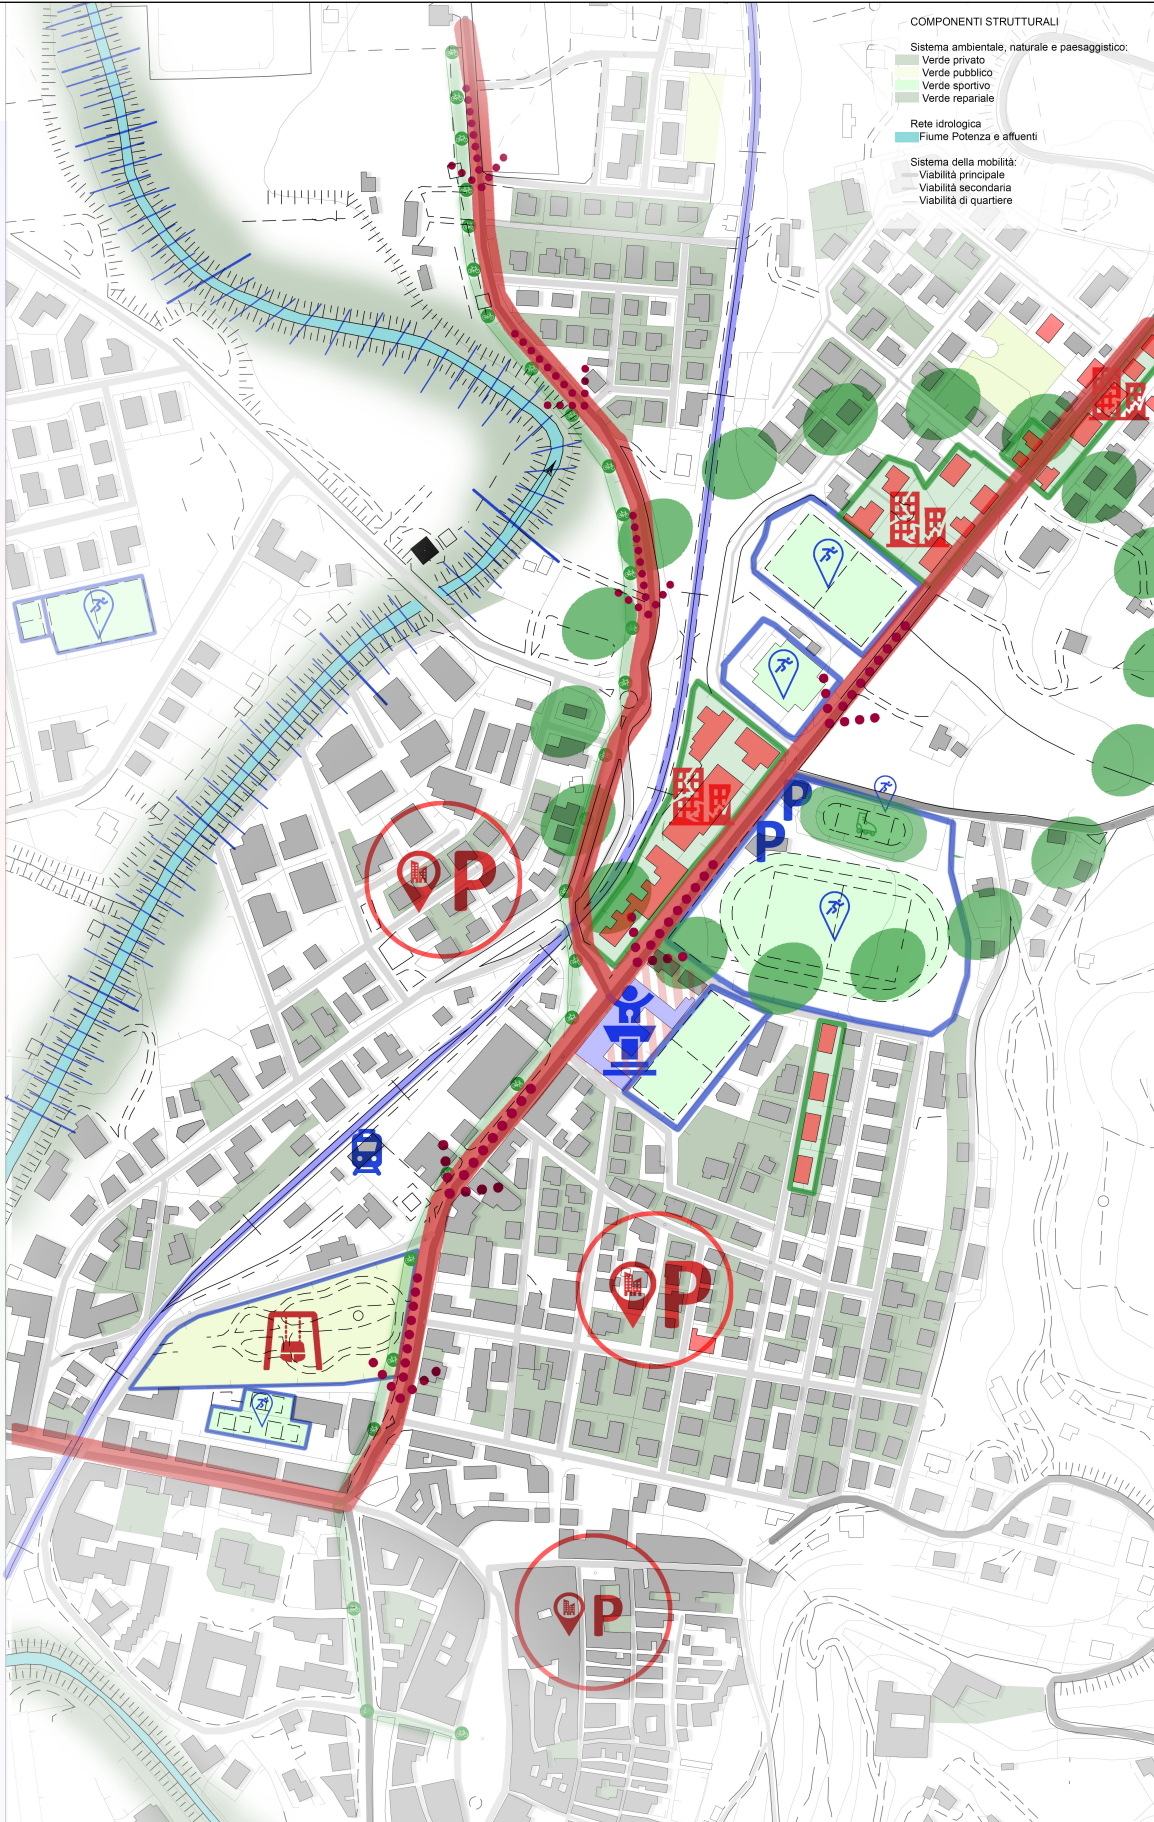 COMPONENTI STRUTTURALI
Sistema ambientale, naturale e paesaggistico:
Verde privato
Verde pubblico
Verde sportivo
Verde repariale
Rete idrologica
Fiume Potenza e affuenti
Sistema della mobilità:
Viabilità principale
Viabilità secondaria
Viabilità di quartiere
P
P
P
P
P